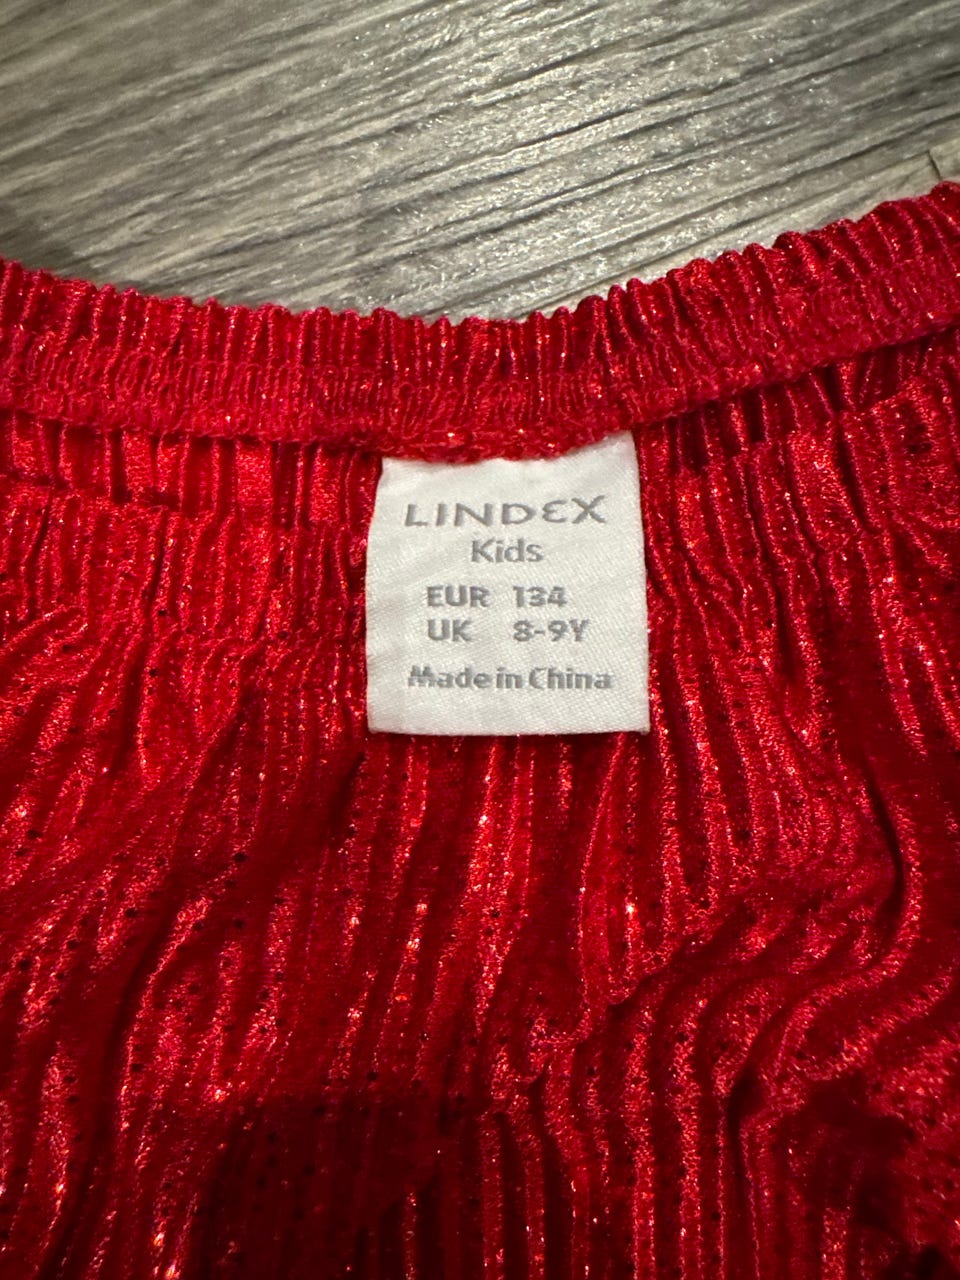 LINDEX
Kids
EUR 134
UK 8-9Y
Made in China